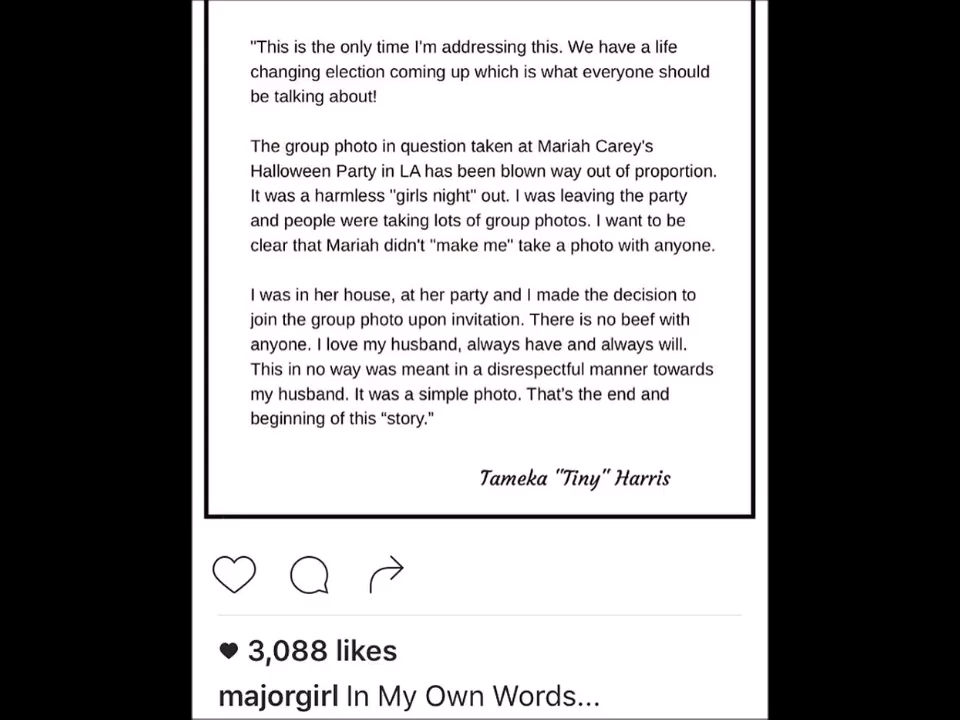 "This is the only time I'm addressing this. We have a life
changing election coming up which is what everyone should
be talking about!
The group photo in question taken at Mariah Carey's
Halloween Party in LA has been blown way out of proportion.
It was a harmless "girls night" out. I was leaving the party
and people were taking lots of group photos. I want to be
clear that Mariah didn't "make me" take a photo with anyone.
I was in her house, at her party and I made the decision to
join the group photo upon invitation. There is no beef with
anyone. I love my husband, always have and always will.
This in no way was meant in a disrespectful manner towards
my husband. It was a simple photo. That's the end and
beginning of this “story.”
Tameka "Tiny" Harris
3,088 likes
majorgirl In My Own Words...